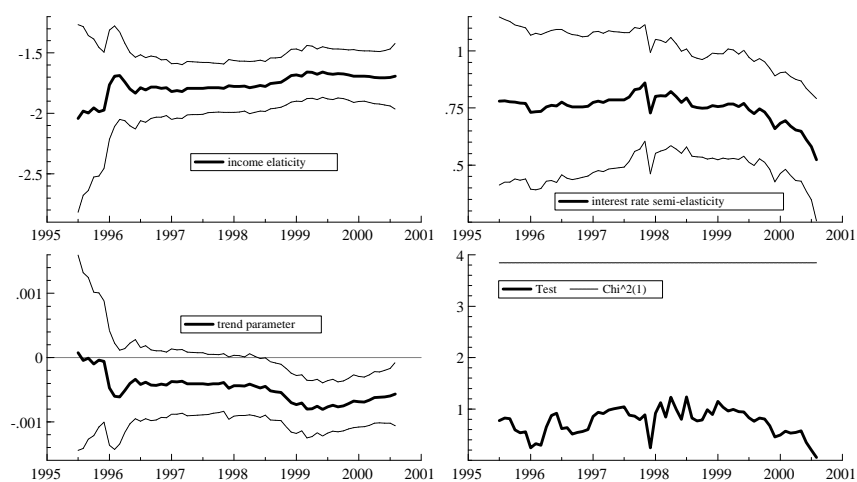 -1.5
-2
-2.5
income elaticity
1995 1996 1997 1998 1999 2000 2001
1
.75
.5
interest rate semi-elasticity
1995 1996 1997 1998 1999 2000 2001
.001
0
-.001
trend parameter
1995 1996 1997 1998 1999 2000 2001
4
3
2
1
Test Chi^2(1)
1995 1996 1997 1998 1999 2000 2001